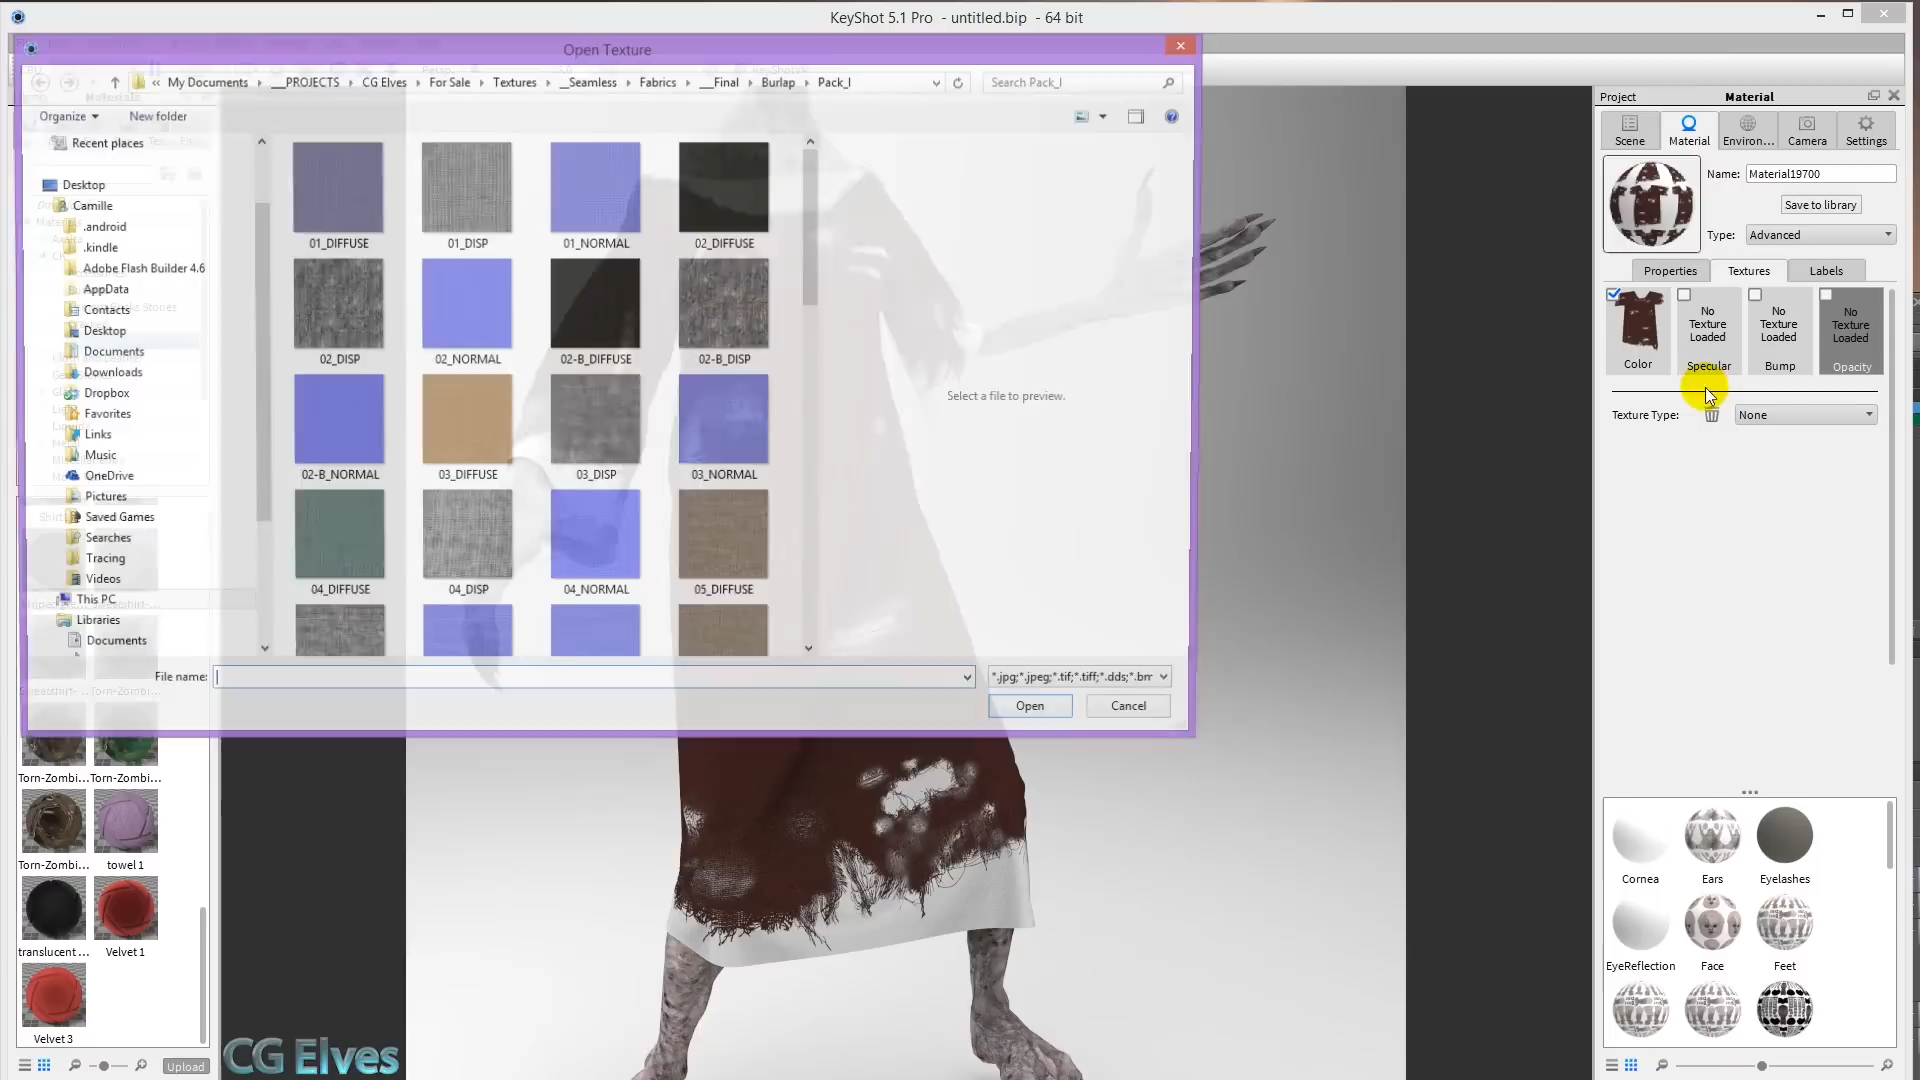 KeyShot 5.1 Pro - untitled.bip - 64 bit
Open Texture
« My Documents > __PROJECTS > CG Elves > For Sale > Textures > __Seamless > Fabrics > ___Final > Burlap > Pack_I
Search Pack_I
Organize
New folder
Recent places
Desktop
Camille
.android
.kindle
Adobe Flash Builder 4.6
AppData
Contacts
Desktop
Documents
Downloads
Dropbox
Favorites
Links
Music
OneDrive
Pictures
Saved Games
Searches
Tracing
Videos
This PC
Libraries
Documents
01_DIFFUSE
01_DISP
01_NORMAL
02_DIFFUSE
02_DISP
02_NORMAL
02-B_DIFFUSE
02-B_DISP
02-B_NORMAL
03_DIFFUSE
03_DISP
03_NORMAL
04_DIFFUSE
04_DISP
04_NORMAL
05_DIFFUSE
Select a file to preview.
File name:
*.jpg;*.jpeg;*.tif;*.tiff;*.dds;*.bm
Open
Cancel
Torn-Zombi...
Torn-Zombi...
Torn-Zombi...
towel 1
translucent ...
Velvet 1
Velvet 3
Upload
CG Elves
Project
Material
Scene
Material
Environ...
Camera
Settings
Name:
Material19700
Save to library
Type:
Advanced
Properties
Textures
Labels
Color
No Texture Loaded
Specular
No Texture Loaded
Bump
No Texture Loaded
Opacity
Texture Type:
None
Cornea
Ears
Eyelashes
EyeReflection
Face
Feet